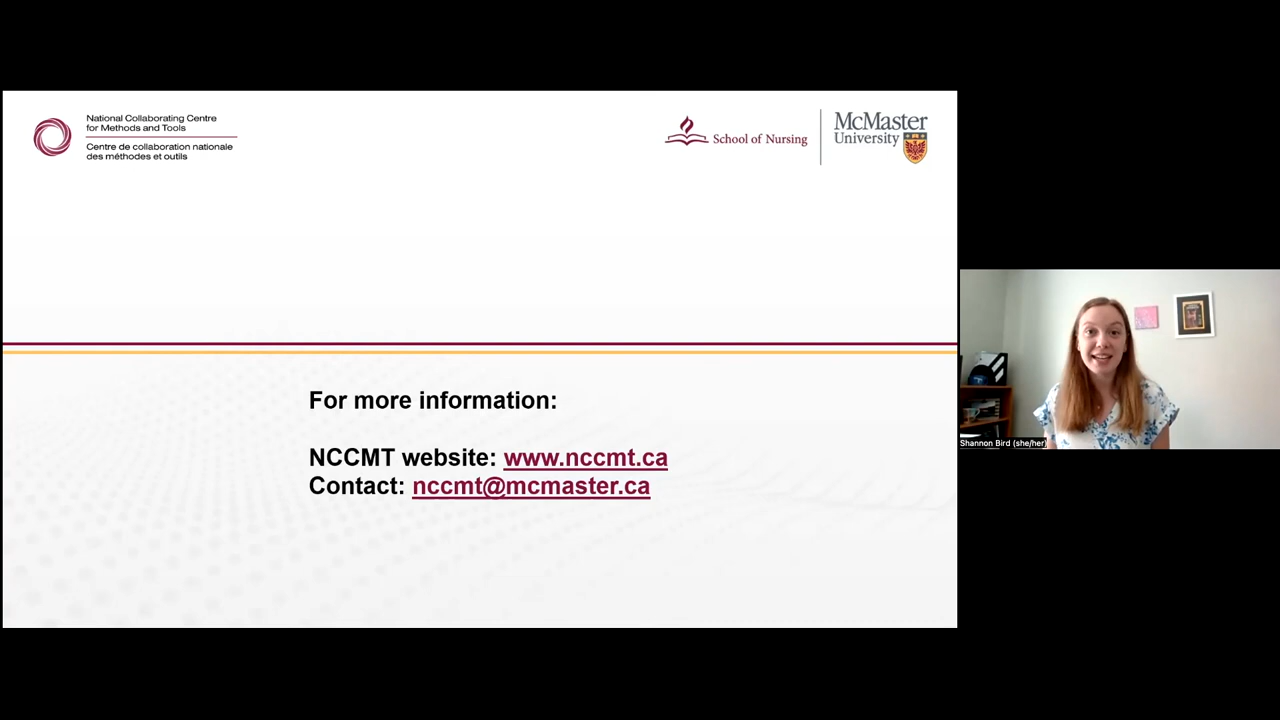 National Collaborating Centre
for Methods and Tools
Centre de collaboration nationale
des méthodes et outils
School of Nursing
McMaster
University
For more information:
NCCMT website: www.nccmt.ca
Contact: nccmt@mcmaster.ca
Shannon Bird (she/her)